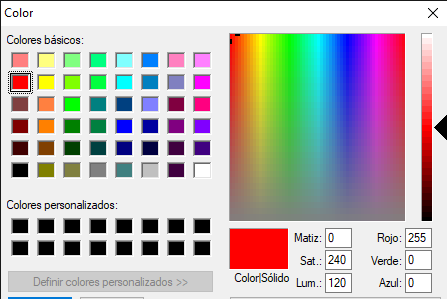 Color
Colores básicos:
Colores personalizados:
Definir colores personalizados >>
Color|Sólido
Matiz: 0 Rojo: 255
Sat.: 240 Verde: 0
Lum.: 120 Azul: 0